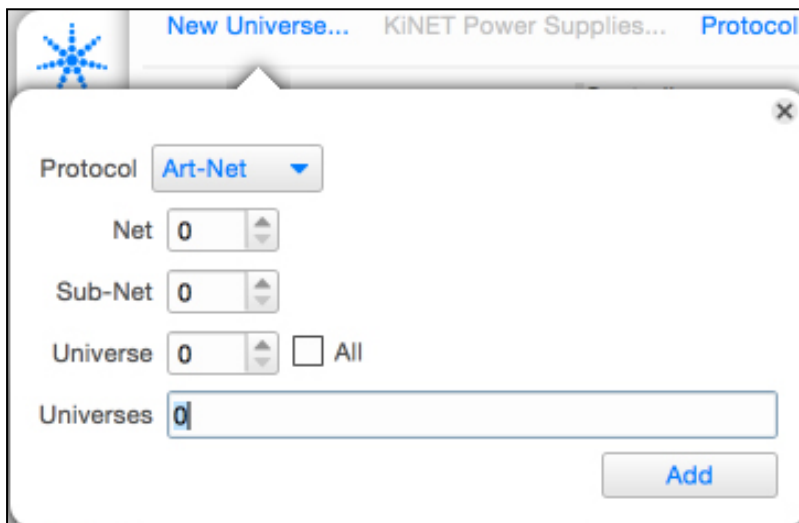 New Universe... KiNET Power Supplies... Protocol
Protocol Art-Net
Net 0
Sub-Net 0
Universe 0 All
Universes 0
Add